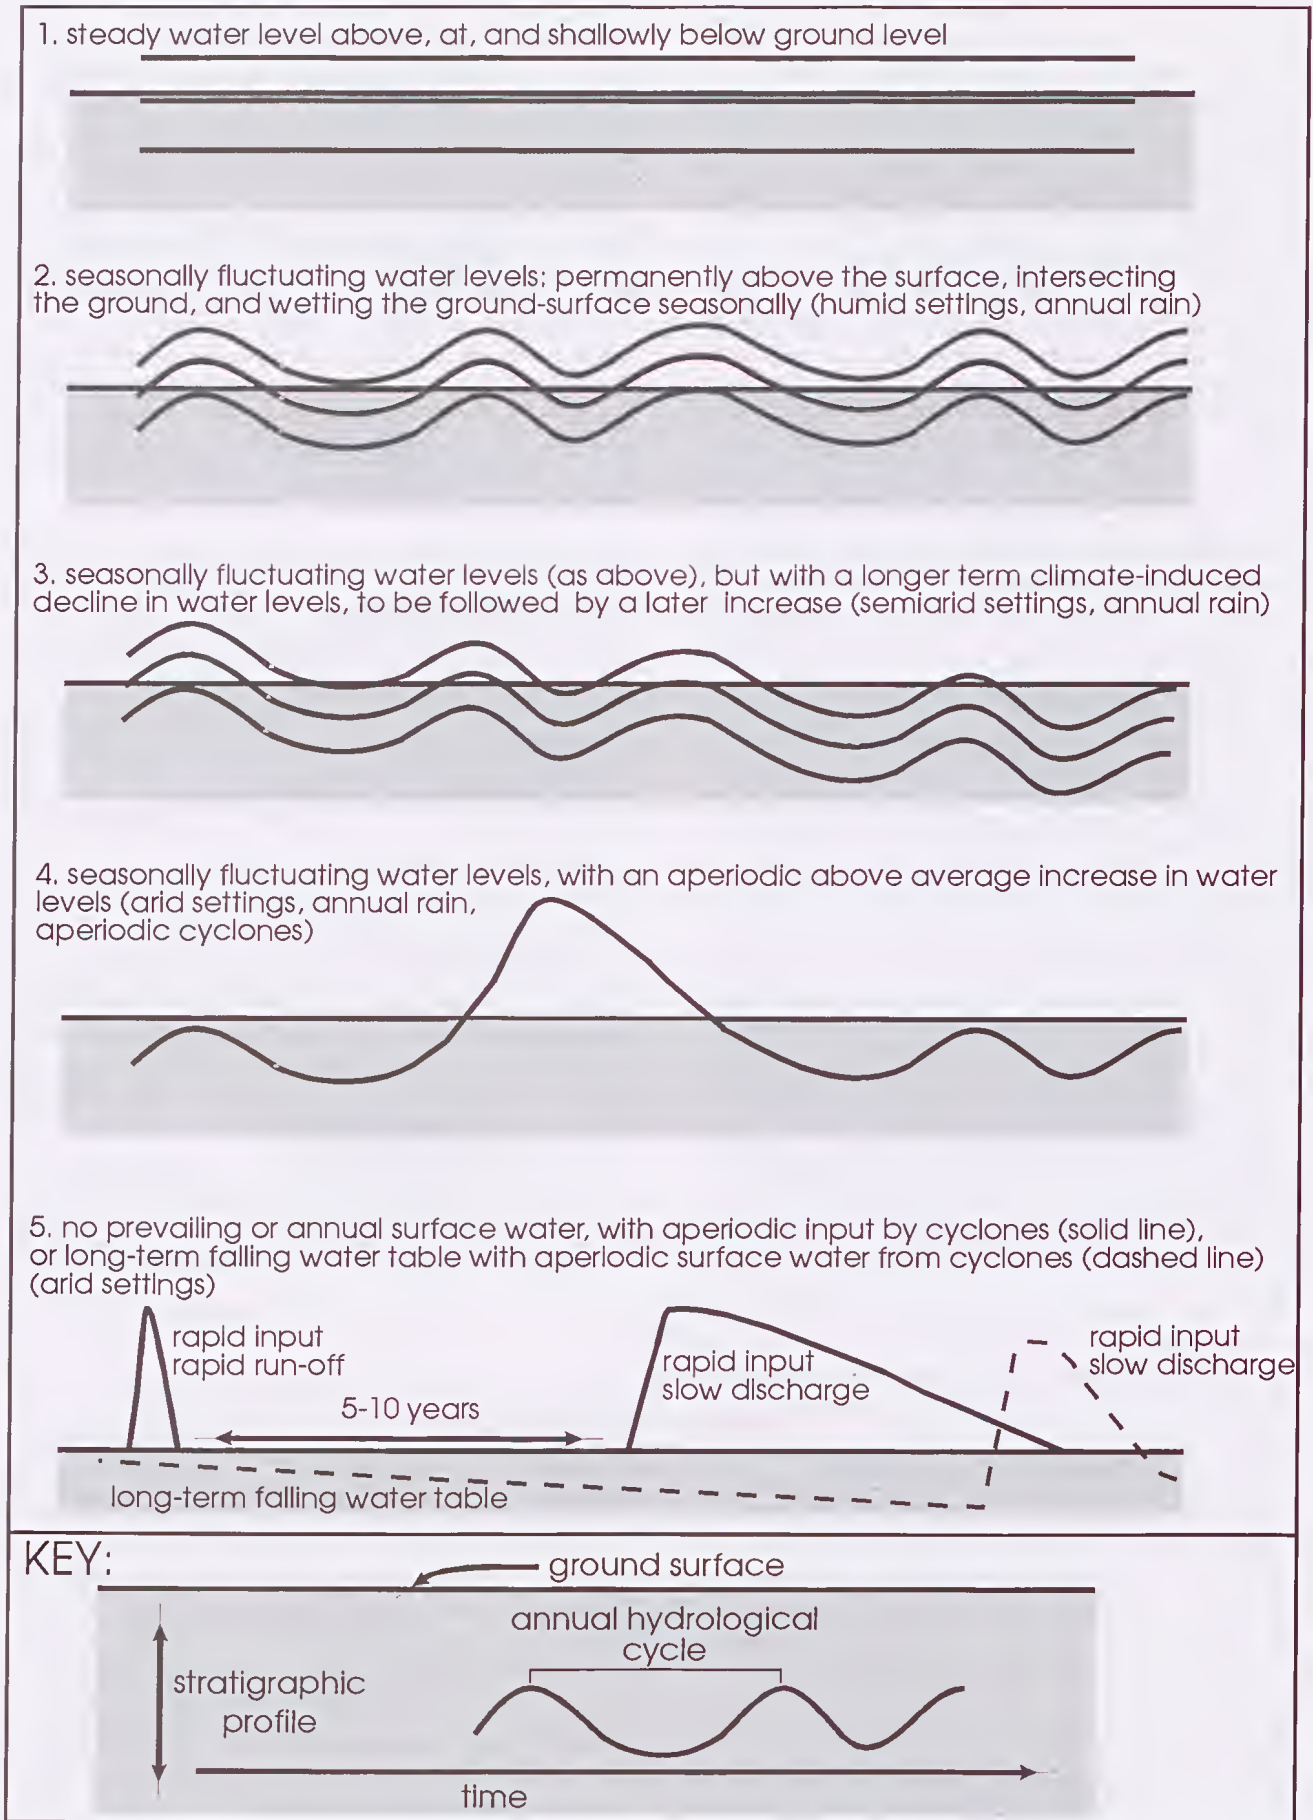 1. steady water level above, at, and shallowly below ground level
2. seasonally fluctuating water levels: permanently above the surface, intersecting
the ground, and wetting the ground-surface seasonally (humid settings, annual rain)
3. seasonally fluctuating water levels (as above), but with a longer term climate-induced
decline in water levels, to be followed by a later increase (semiarid settings, annual rain)
4. seasonally fluctuating water levels, with an aperiodic above average increase in water
levels (arid settings, annual rain,
aperiodic cyclones)
5. no prevailing or annual surface water, with aperiodic input by cyclones (solid line),
or long-term falling water table with aperiodic surface water from cyclones (dashed line)
(arid settings)
rapid input
rapid run-off
5-10 years
rapid input
slow discharge
rapid input
slow discharge
long-term falling water table
KEY:
ground surface
annual hydrological
cycle
stratigraphic
profile
time